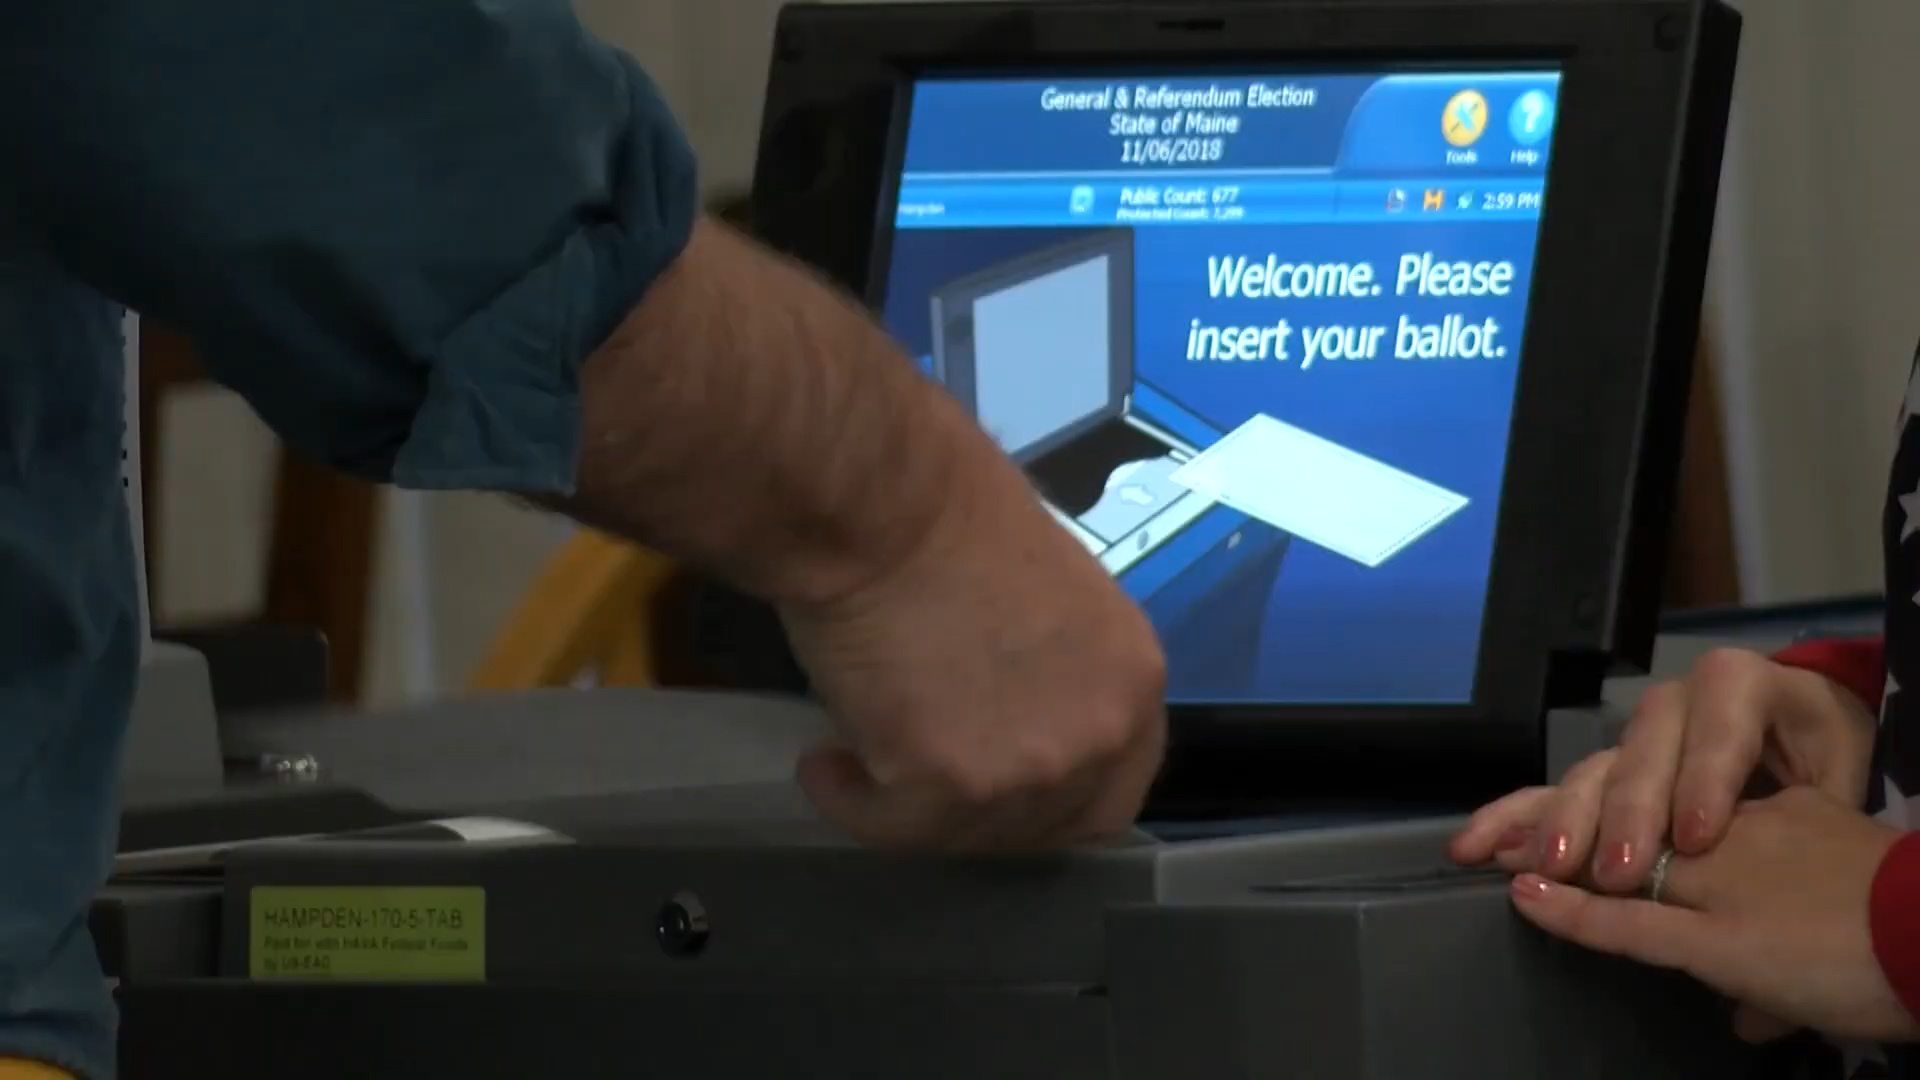 General & Referendum Election
State of Maine
11/06/2018
Tools
Help
Public Count: 677
2:59 PM
Welcome. Please
insert your ballot.
HAMPDEN-170-5-TAB
Paid for with HAVA Federal Funds
by US-EAC